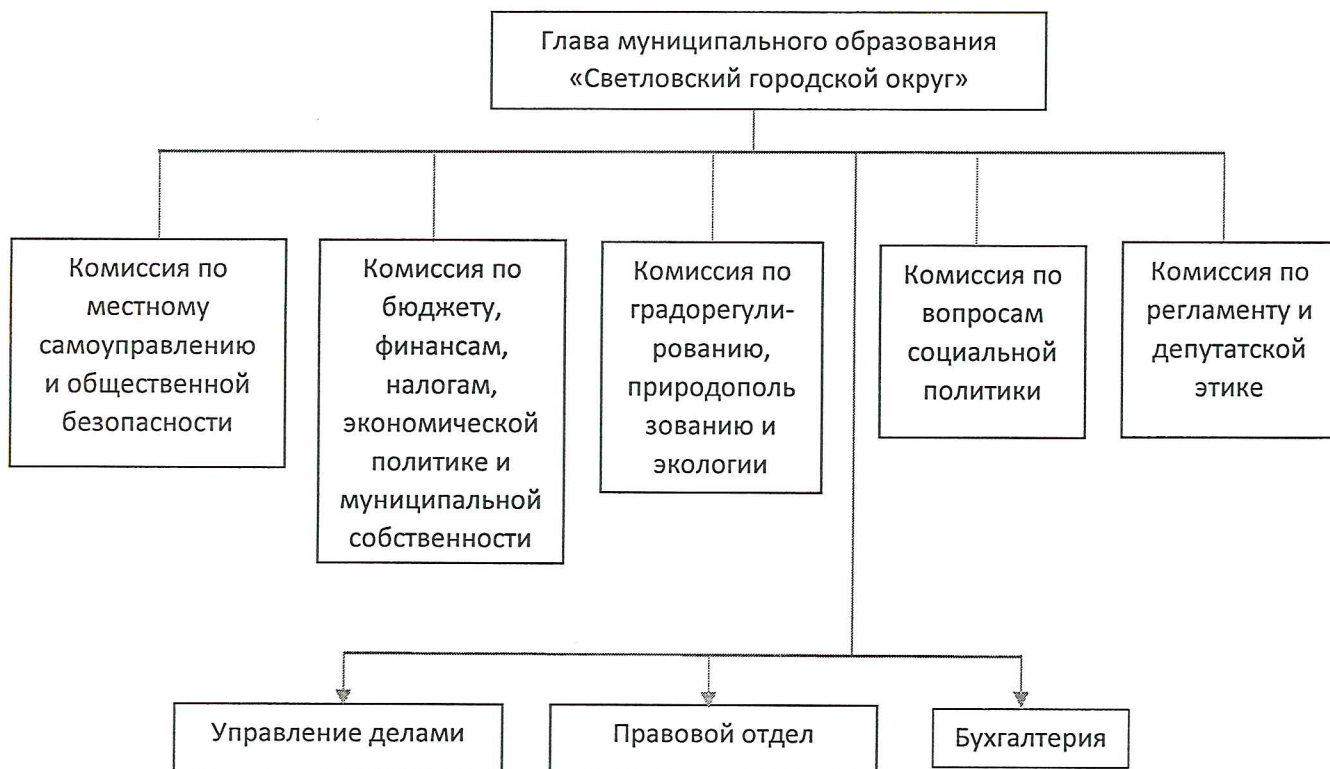 Глава муниципального образования
«Светловский городской округ»
Комиссия по
местному
самоуправлению
и общественной
безопасности
Комиссия по
бюджету,
финансам,
налогам,
экономической
политике и
муниципальной
собственности
Комиссия по
градорегули-
рованию,
природополь
зованию и
экологии
Комиссия по
вопросам
социальной
политики
Комиссия по
регламенту и
депутатской
этике
Управление делами
Правовой отдел
Бухгалтерия